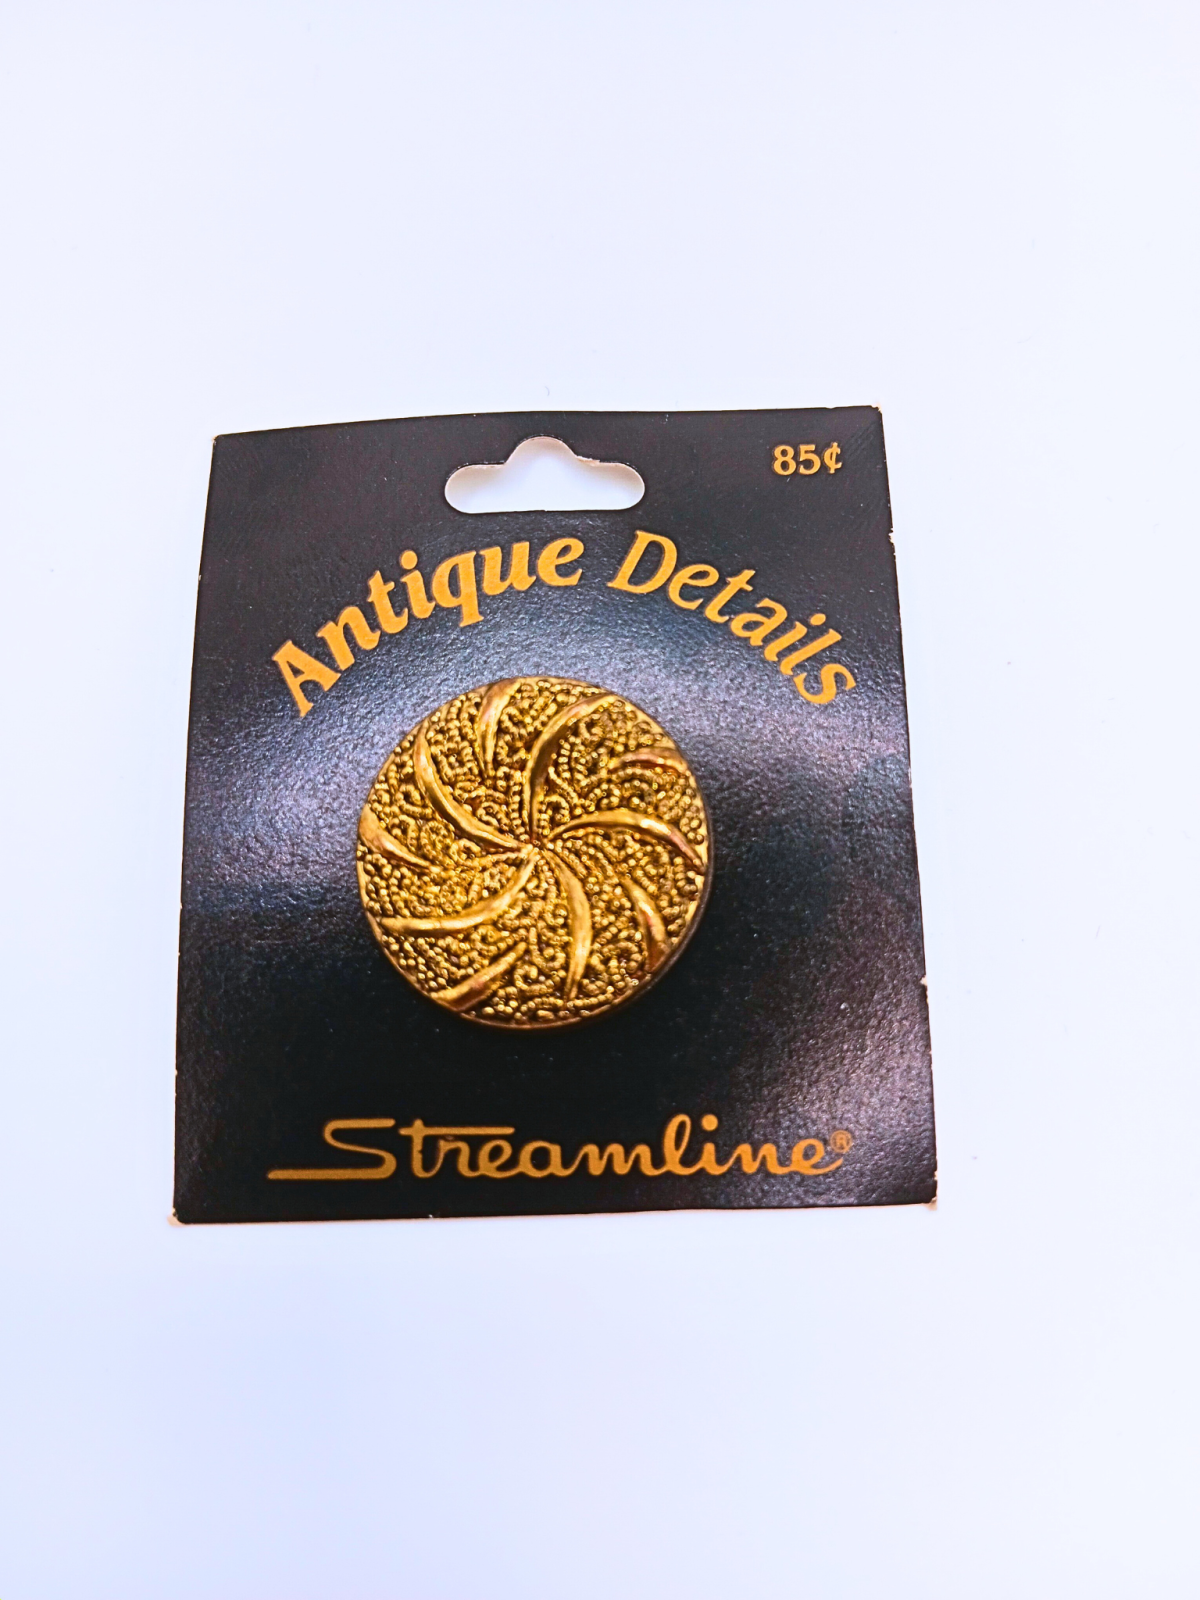 85¢
Antique Details
Streamline®